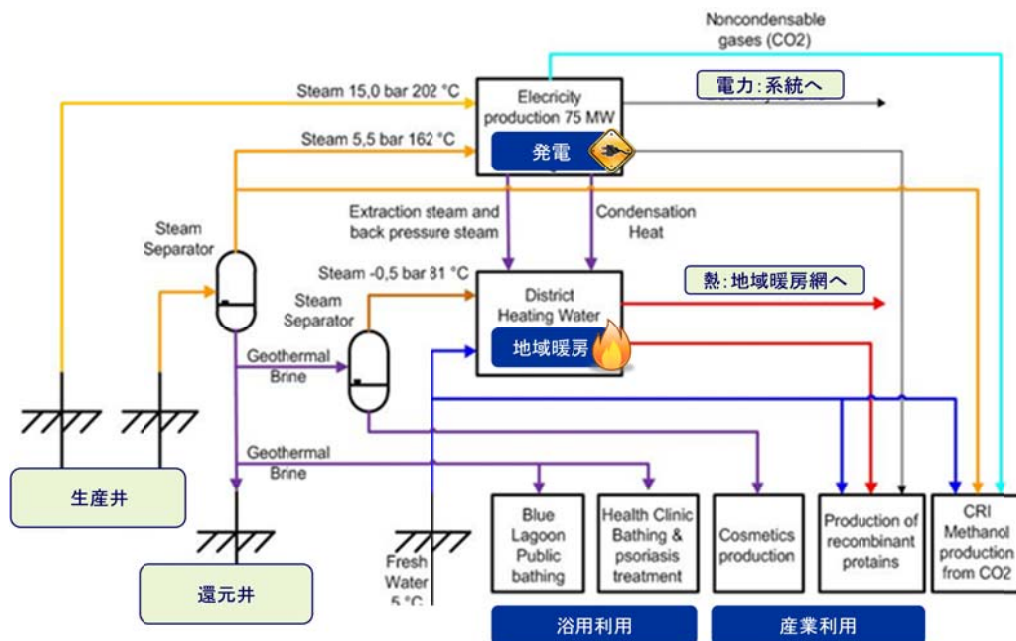 Noncondensable
gases (CO2)
電力：系統へ
Steam 15,0 bar 202 °C
Elecricity
production 75 MW
発電
Steam 5,5 bar 162 °C
Extraction steam and
back pressure steam
Condensation
Heat
Steam
Separator
Steam -0,5 bar 81 °C
Steam
Separator
District
Heating Water
地域暖房
熱：地域暖房網へ
Geothermal
Brine
Geothermal
Brine
生産井
還元井
Fresh
Water
5 °C
Blue
Lagoon
Public
bathing
Health Clinic
Bathing &
psoriasis
treatment
Cosmetics
production
Production of
recombinant
protains
CRI
Methanol
production
from CO2
浴用利用
産業利用